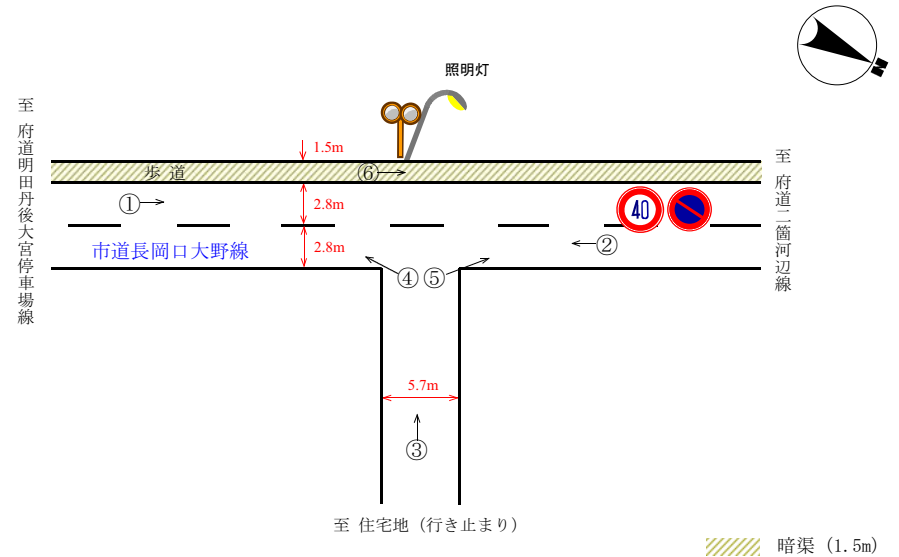 N
照明灯
至 府道明田丹後大宮停車場線
1.5m
歩 道
⑥
至 府道二箇河辺線
①
2.8m
40
市道長岡口大野線
2.8m
②
④
⑤
5.7m
③
至 住宅地 (行き止まり)
暗渠 (1.5m)